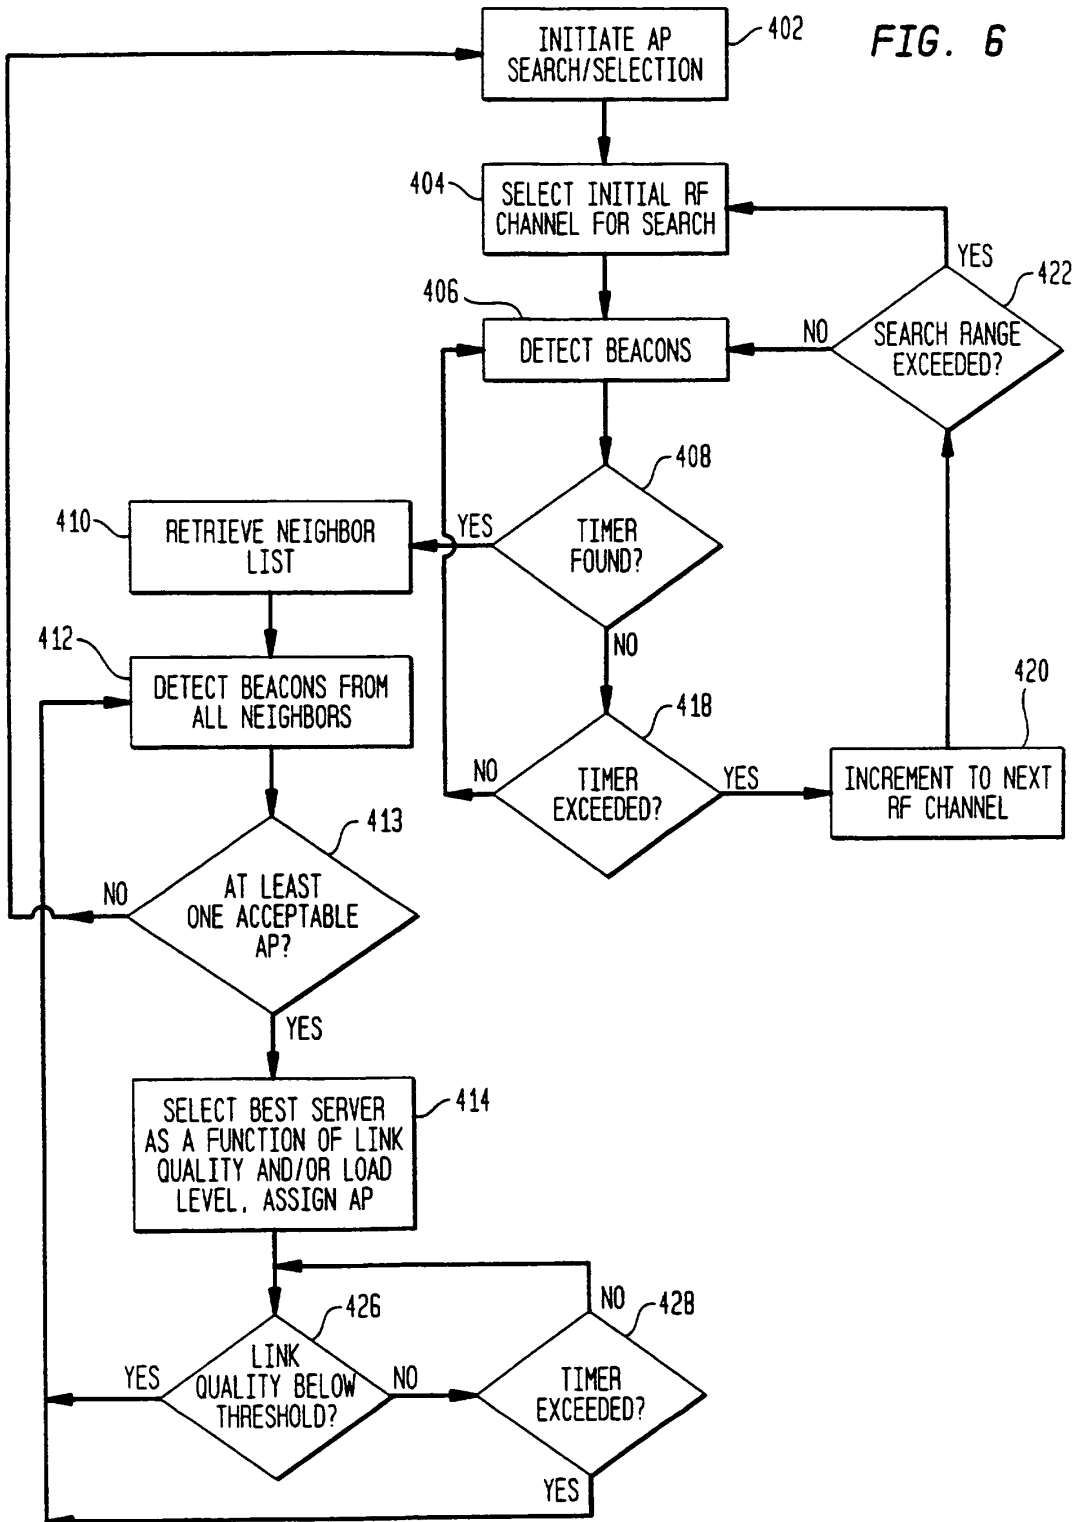 FIG. 6
402
INITIATE AP
SEARCH/SELECTION
404
SELECT INITIAL RF
CHANNEL FOR SEARCH
YES
422
406
DETECT BEACONS
NO
SEARCH RANGE
EXCEEDED?
408
TIMER
FOUND?
YES
NO
410
RETRIEVE NEIGHBOR
LIST
412
DETECT BEACONS FROM
ALL NEIGHBORS
418
TIMER
EXCEEDED?
NO
YES
420
INCREMENT TO NEXT
RF CHANNEL
413
AT LEAST
ONE ACCEPTABLE
AP?
NO
YES
414
SELECT BEST SERVER
AS A FUNCTION OF LINK
QUALITY AND/OR LOAD
LEVEL, ASSIGN AP
426
LINK
QUALITY BELOW
THRESHOLD?
YES
NO
NO
428
TIMER
EXCEEDED?
YES